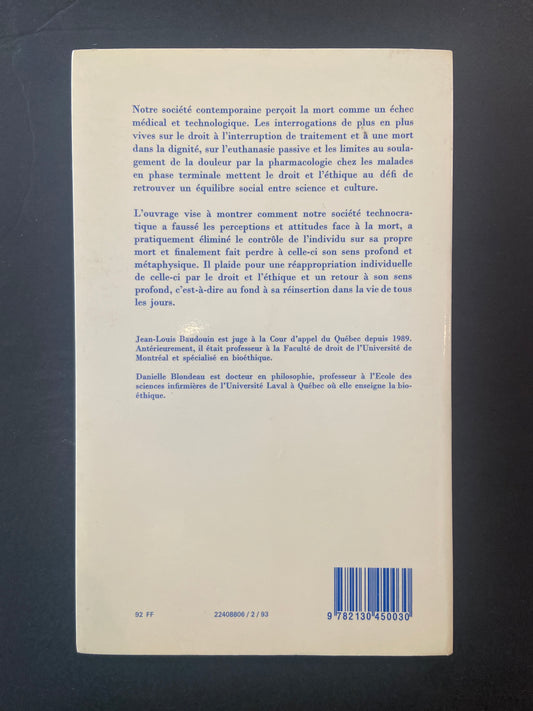 Notre société contemporaine perçoit la mort comme un échec
médical et technologique. Les interrogations de plus en plus
vives sur le droit à l'interruption de traitement et à une mort
dans la dignité, sur l'euthanasie passive et les limites au soula-
gement de la douleur par la pharmacologie chez les malades
en phase terminale mettent le droit et l'éthique au défi de
retrouver un équilibre social entre science et culture.
L'ouvrage vise à montrer comment notre société technocra-
tique a faussé les perceptions et attitudes face à la mort, a
pratiquement éliminé le contrôle de l'individu sur sa propre
mort et finalement fait perdre à celle-ci son sens profond et
métaphysique. Il plaide pour une réappropriation individuelle
de celle-ci par le droit et l'éthique et un retour à son sens
profond, c'est-à-dire au fond à sa réinsertion dans la vie de tous
les jours.
Jean-Louis Baudouin est juge à la Cour d'appel du Québec depuis 1989.
Antérieurement, il était professeur à la Faculté de droit de l'Université de
Montréal et spécialisé en bioéthique.
Danielle Blondeau est docteur en philosophie, professeur à l'Ecole des
sciences infirmières de l'Université Laval à Québec où elle enseigne la bio-
éthique.
92 FF 22408806 / 2 / 93 9 782130 450030